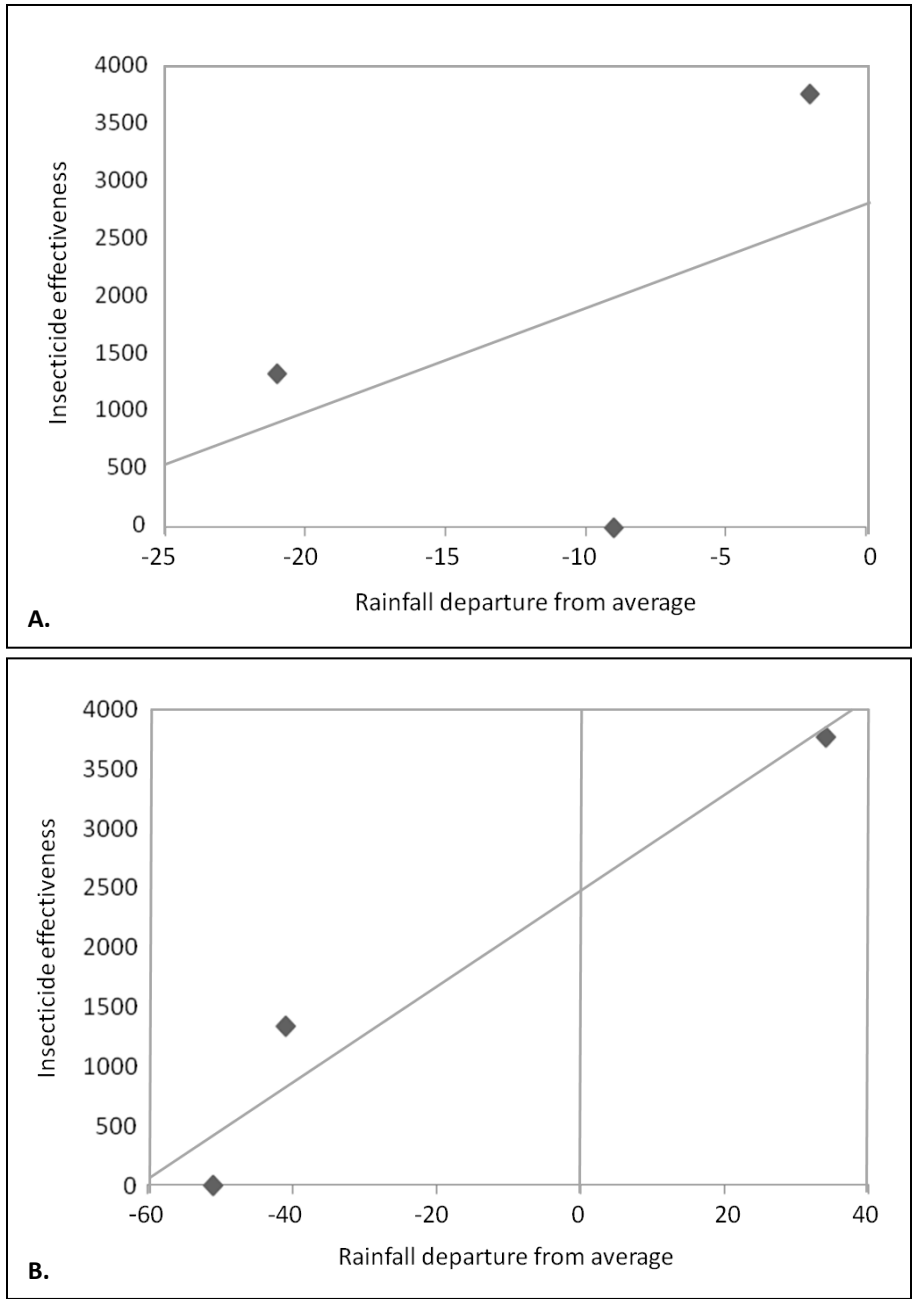 4000
3500
3000
2500
2000
1500
1000
500
0
Insecticide effectiveness
-25 -20 -15 -10 -5 0
Rainfall departure from average
A.
4000
3500
3000
2500
2000
1500
1000
500
0
Insecticide effectiveness
-60 -40 -20 0 20 40
Rainfall departure from average
B.